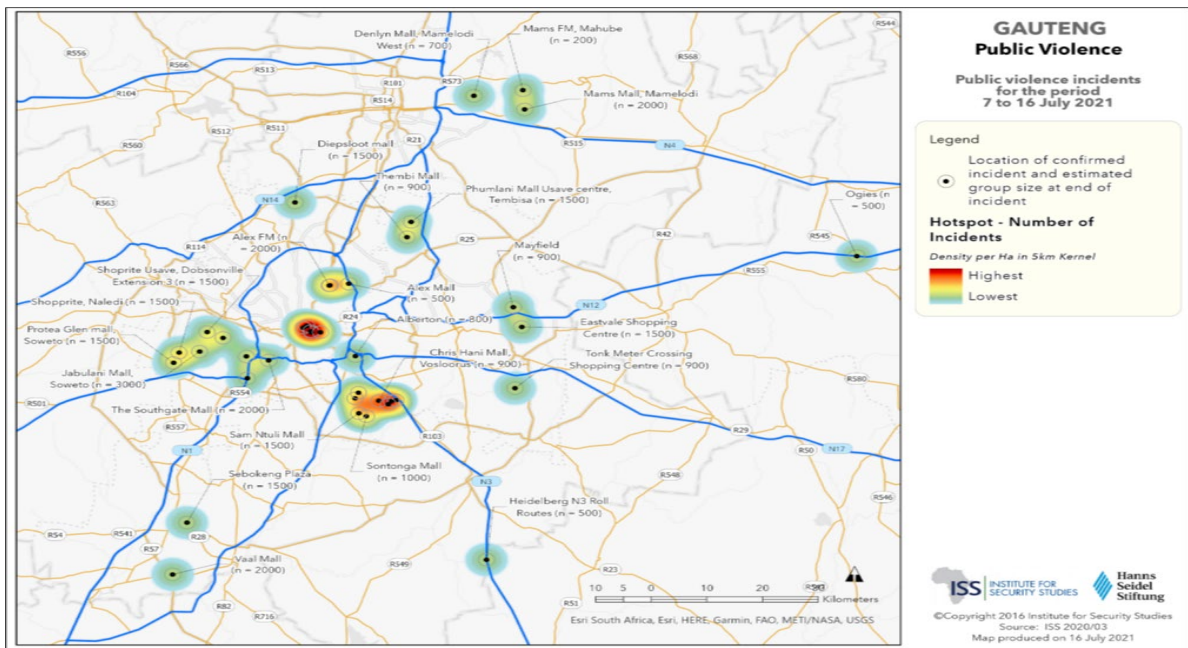 GAUTENG
Public Violence
Public violence incidents
for the period
7 to 16 July 2021
Legend
Location of confirmed
incident and estimated
group size at end of
incident
Hotspot - Number of
Incidents
Density per Ha in 5km Kernel
Highest
Lowest
Denlyn Mall, Mamelodi
West (n = 700)
Mams FM, Mahube
(n = 200)
Mams Mall, Mamelodi
(n = 2000)
Diepsloot mall
(n = 1500)
Thembi Mall
(n = 900)
Phumlani Mall Usave centre,
Tembisa (n = 1500)
Ogies (n
= 500)
Alex FM (n
= 2000)
Mayfield
(n = 900)
Shoprite Usave, Dobsonville
Extension 3 (n = 1500)
Alex Mall
(n = 500)
Shopprite, Naledi (n = 1500)
Alberton (n = 800)
Eastvale Shopping
Centre (n = 1500)
Protea Glen mall,
Soweto (n = 1500)
Chris Hani Mall,
Vosloorus (n = 900)
Tonk Meter Crossing
Shopping Centre (n = 900)
Jabulani Mall,
Soweto (n = 3000)
The Southgate Mall (n = 2000)
Sam Ntuli Mall
(n = 1500)
Sontonga Mall
(n = 1000)
Sebokeng Plaza
(n = 1500)
Heidelberg N3 Roll
Routes (n = 500)
Vaal Mall
(n = 2000)
R556
R566
R513
R104
R101
R514
R573
R568
R544
R512
R511
R560
R21
R515
N4
N14
R563
R114
R25
R42
R545
R555
N12
R24
R554
R501
R557
R103
R580
R29
N17
R50
N1
R548
R546
N3
R54
R541
R28
R57
R549
R23
R82
R716
R51
10 0 10 20
Kilometers
Esri South Africa, Esri, HERE, Garmin, FAO, METI/NASA, USGS
ISS INSTITUTE FOR
SECURITY STUDIES
Hanns
Seidel
Stiftung
©Copyright 2016 Institute for Security Studies
Source: ISS 2020/03
Map produced on 16 July 2021